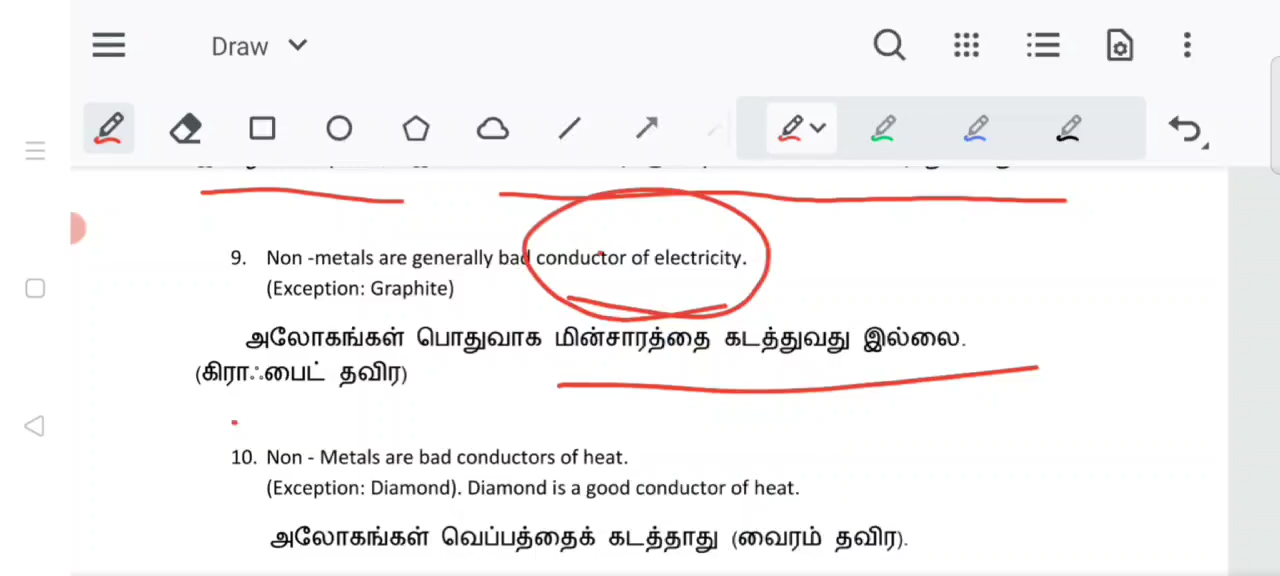 Draw
9. Non -metals are generally bad conductor of electricity.
(Exception: Graphite)
அலோகங்கள் பொதுவாக மின்சாரத்தை கடத்துவது இல்லை.
(கிராஃபைட் தவிர)
10. Non - Metals are bad conductors of heat.
(Exception: Diamond). Diamond is a good conductor of heat.
அலோகங்கள் வெப்பத்தைக் கடத்தாது (வைரம் தவிர).